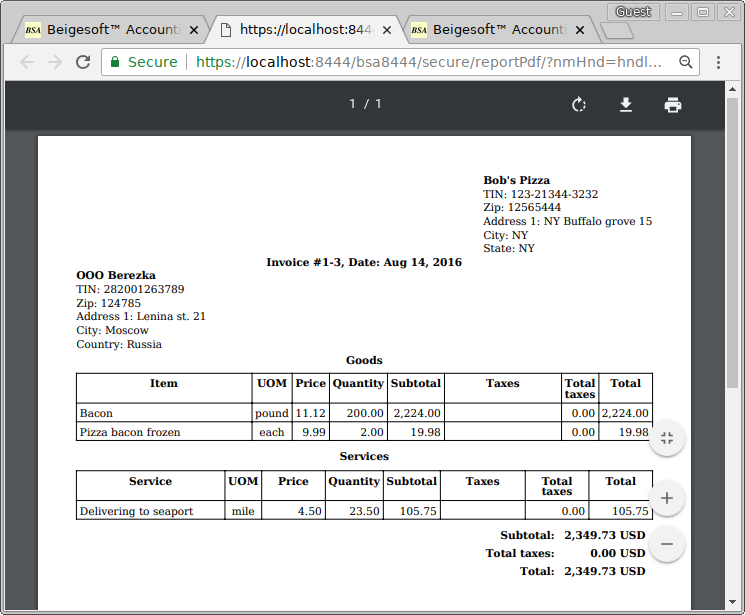 Guest
BSA Beigesoft™ Account
https://localhost:844
BSA Beigesoft™ Account
Secure https://localhost:8444/bsa8444/secure/reportPdf/?nmHnd=hndl...
1 / 1
Bob's Pizza
TIN: 123-21344-3232
Zip: 12565444
Address 1: NY Buffalo grove 15
City: NY
State: NY
Invoice #1-3, Date: Aug 14, 2016
OOO Berezka
TIN: 282001263789
Zip: 124785
Address 1: Lenina st. 21
City: Moscow
Country: Russia
Goods
Item UOM Price Quantity Subtotal Taxes Total taxes Total
Bacon pound 11.12 200.00 2,224.00 0.00 2,224.00
Pizza bacon frozen each 9.99 2.00 19.98 0.00 19.98
Services
Service UOM Price Quantity Subtotal Taxes Total taxes Total
Delivering to seaport mile 4.50 23.50 105.75 0.00 105.75
Subtotal: 2,349.73 USD
Total taxes: 0.00 USD
Total: 2,349.73 USD